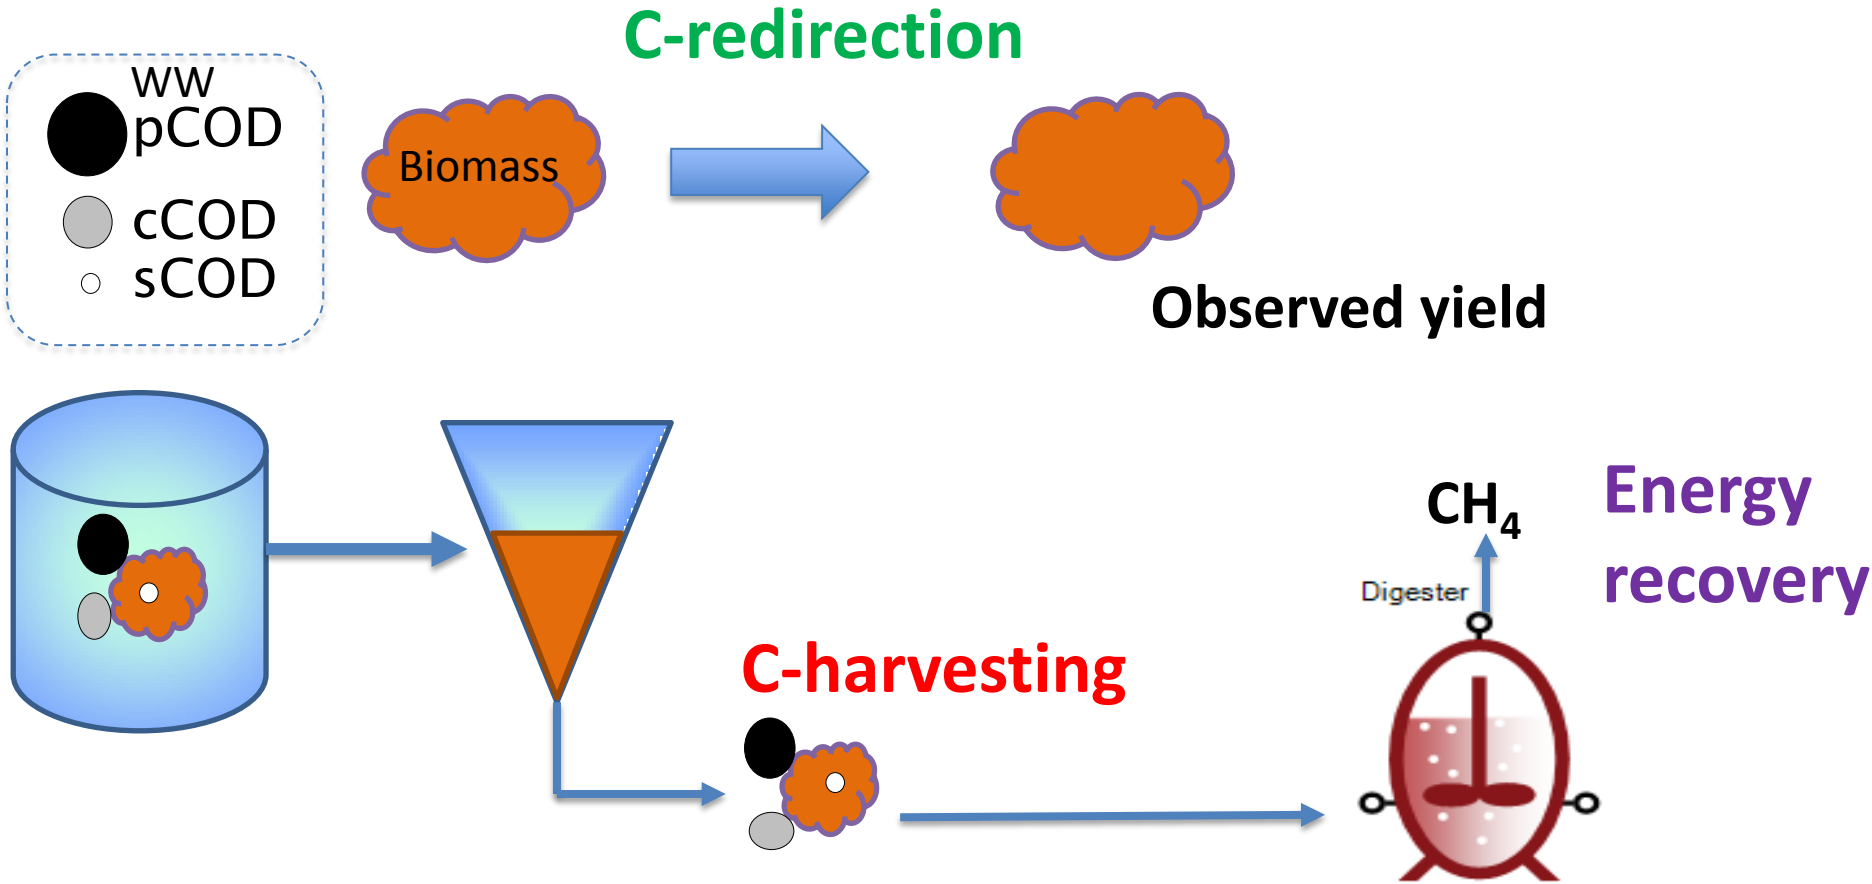 C-redirection
WW
pCOD
cCOD
sCOD
Biomass
Observed yield
CH₄
Energy
recovery
Digester
C-harvesting